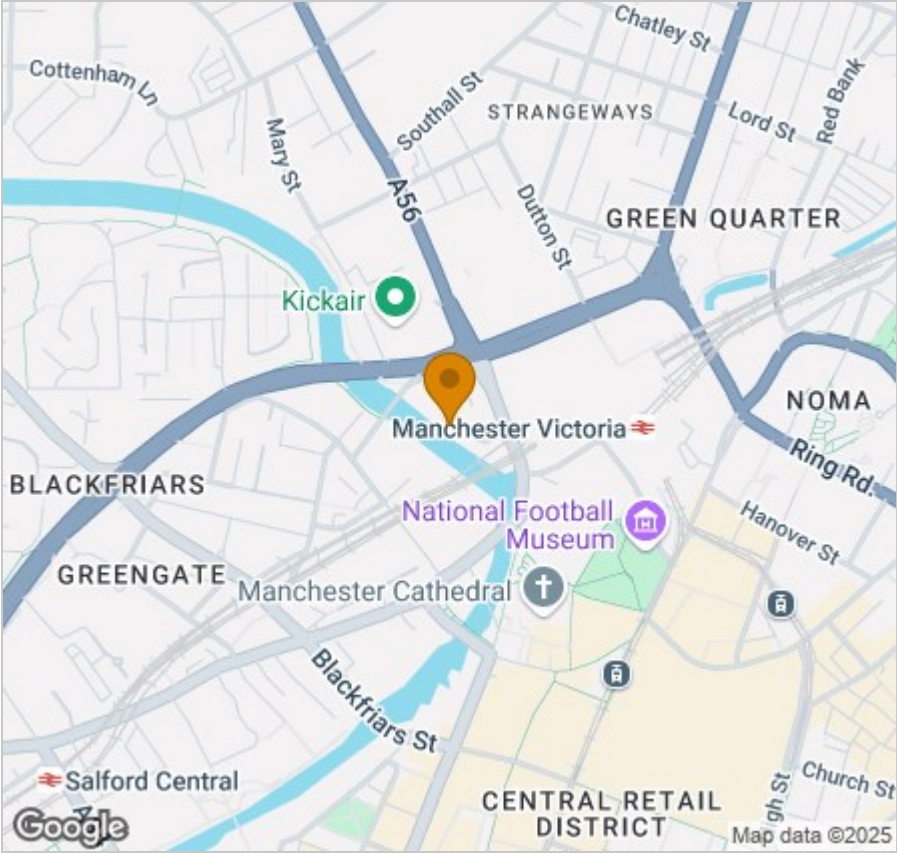 Chatley St
Cottenham Ln
Southall St
STRANGEWAYS
Red Bank
Lord St
Mary St
A56
Dutton St
GREEN QUARTER
Kickair
NOMA
Manchester Victoria
Ring Rd.
BLACKFRIARS
National Football
Museum
Hanover St
GREENGATE
Manchester Cathedral
Blackfriars St
Salford Central
Church St
CENTRAL RETAIL
DISTRICT
Google
Map data ©2025